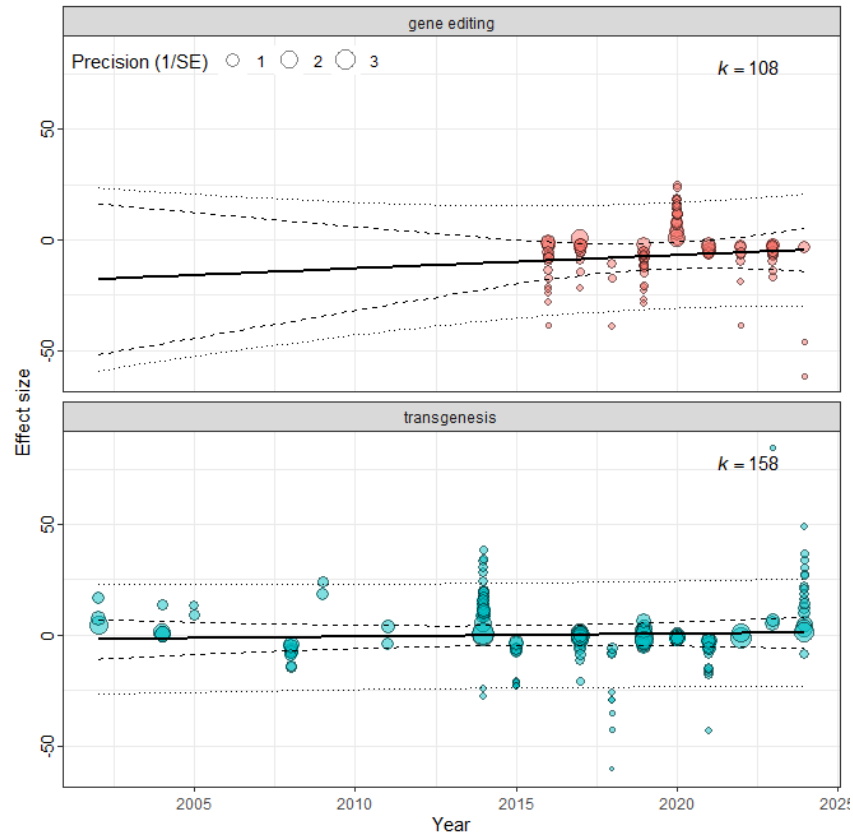 gene editing
Precision (1/SE) 1 2 3
k = 108
50
0
-50
Effect size
transgenesis
k = 158
50
0
-50
2005 2010 2015 2020 2025
Year